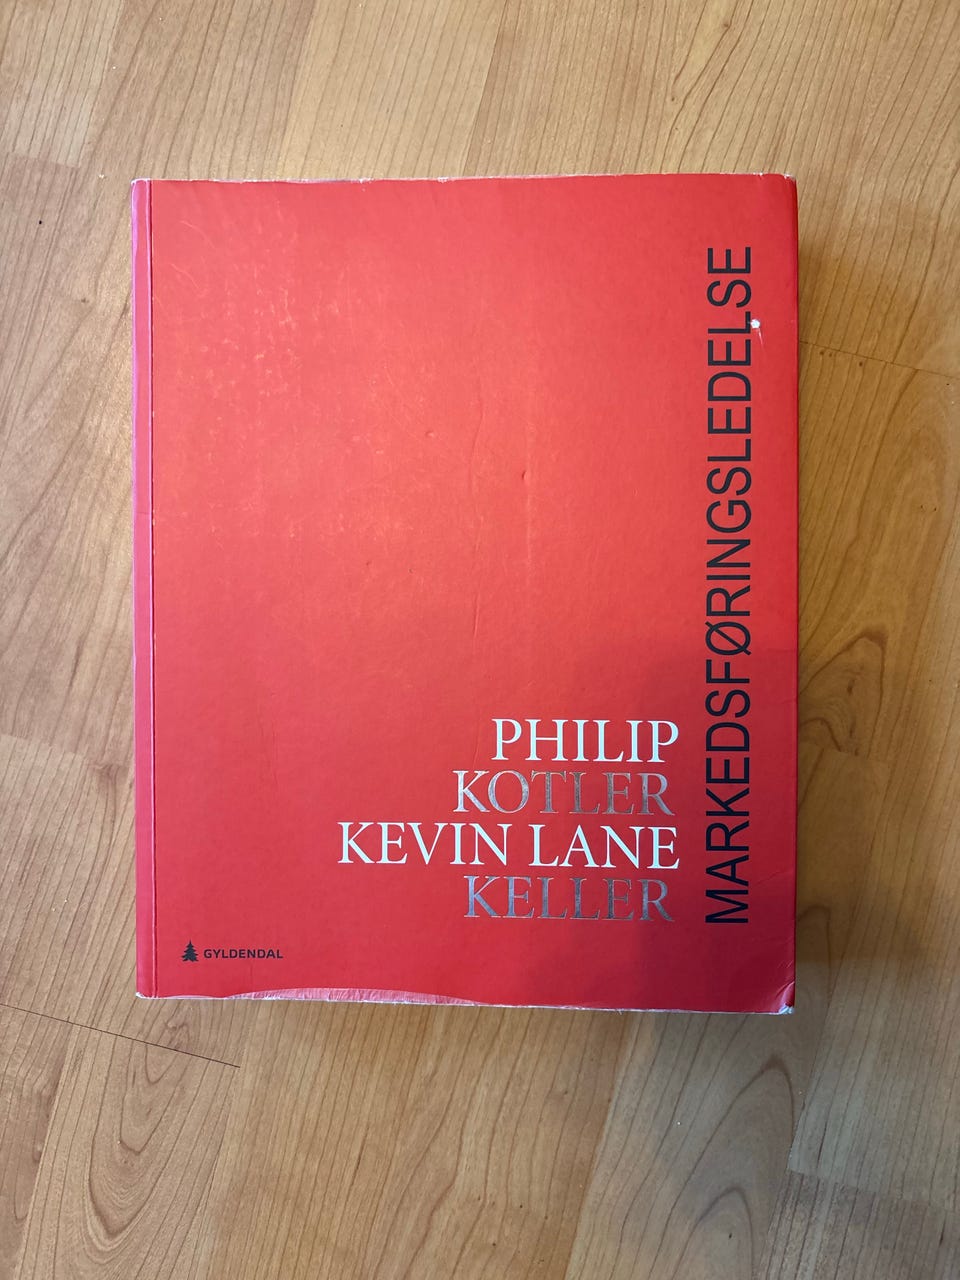 MARKEDSFØRINGSLEDELSE
PHILIP
KOTLER
KEVIN LANE
KELLER
GYLDENDAL